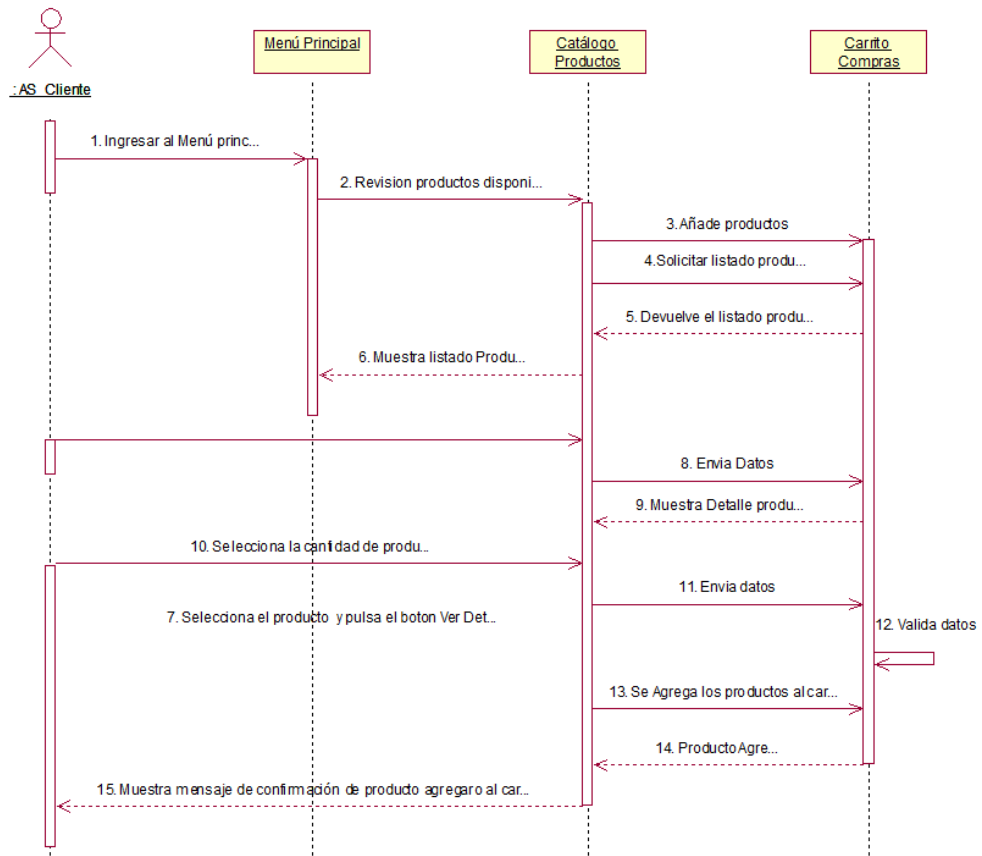 Menú Principal
Catálogo
Productos
Carrito
Compras
: AS_Cliente
1. Ingresar al Menú princ...
2. Revision productos disponi...
3. Añade productos
4.Solicitar listado produ...
5. Devuelve el listado produ...
6. Muestra listado Produ...
8. Envia Datos
9. Muestra Detalle produ...
10. Selecciona la cantidad de produ...
11. Envia datos
7. Selecciona el producto y pulsa el boton Ver Det...
12. Valida datos
13. Se Agrega los productos al car...
14. Producto Agre...
15. Muestra mensaje de confirmación de producto agregaro al car...